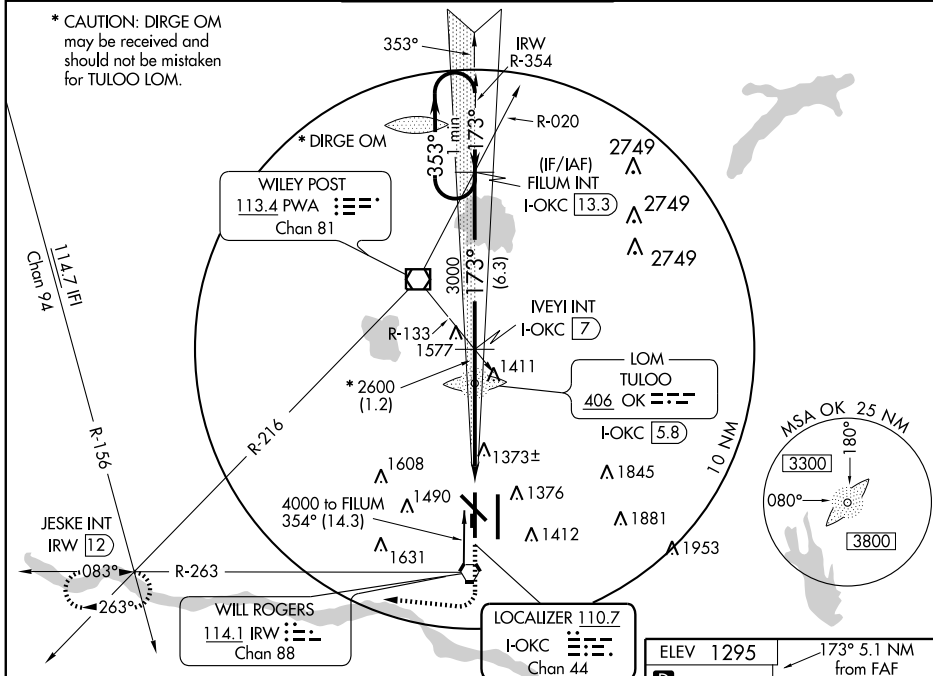 * CAUTION: DIRGE OM
may be received and
should not be mistaken
for TULOO LOM.
353°
IRW
R-354
R-020
* DIRGE OM
353°
1 min
173°
(IF/IAF)
FILUM INT
I-OKC 13.3
2749
2749
2749
WILEY POST
113.4 PWA
Chan 81
114.7 IFI
Chan 94
3000
173°
(6.3)
IVEYI INT
I-OKC 7
R-133
1577
1411
* 2600
(1.2)
LOM
TULOO
406 OK
I-OKC 5.8
R-216
R-156
10 NM
MSA OK 25 NM
180°
3300
080°
3800
1373±
1608
1490
1845
1376
4000 to FILUM
354° (14.3)
1881
1412
1631
1953
JESKE INT
IRW 12
083°
R-263
263°
WILL ROGERS
114.1 IRW
Chan 88
LOCALIZER 110.7
I-OKC
Chan 44
ELEV 1295
D
173° 5.1 NM
from FAF